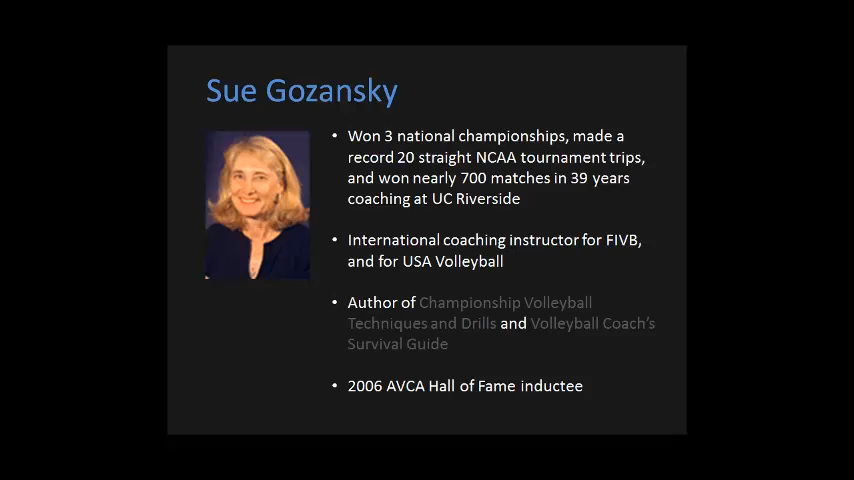 Sue Gozansky
• Won 3 national championships, made a
record 20 straight NCAA tournament trips,
and won nearly 700 matches in 39 years
coaching at UC Riverside
• International coaching instructor for FIVB,
and for USA Volleyball
• Author of Championship Volleyball
Techniques and Drills and Volleyball Coach's
Survival Guide
• 2006 AVCA Hall of Fame inductee